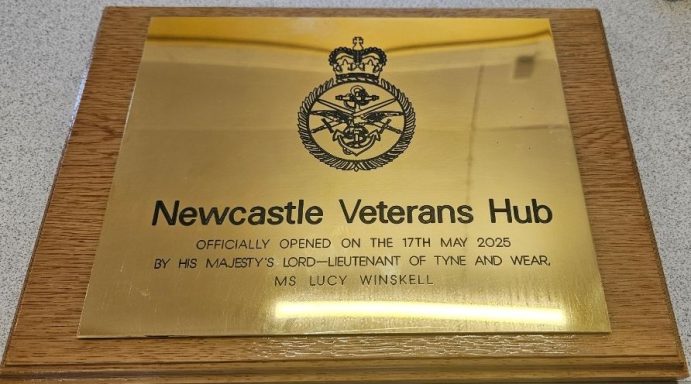 Newcastle Veterans Hub
OFFICIALLY OPENED ON THE 17TH MAY 2025
BY HIS MAJESTY'S LORD—LIEUTENANT OF TYNE AND WEAR,
MS LUCY WINSKELL